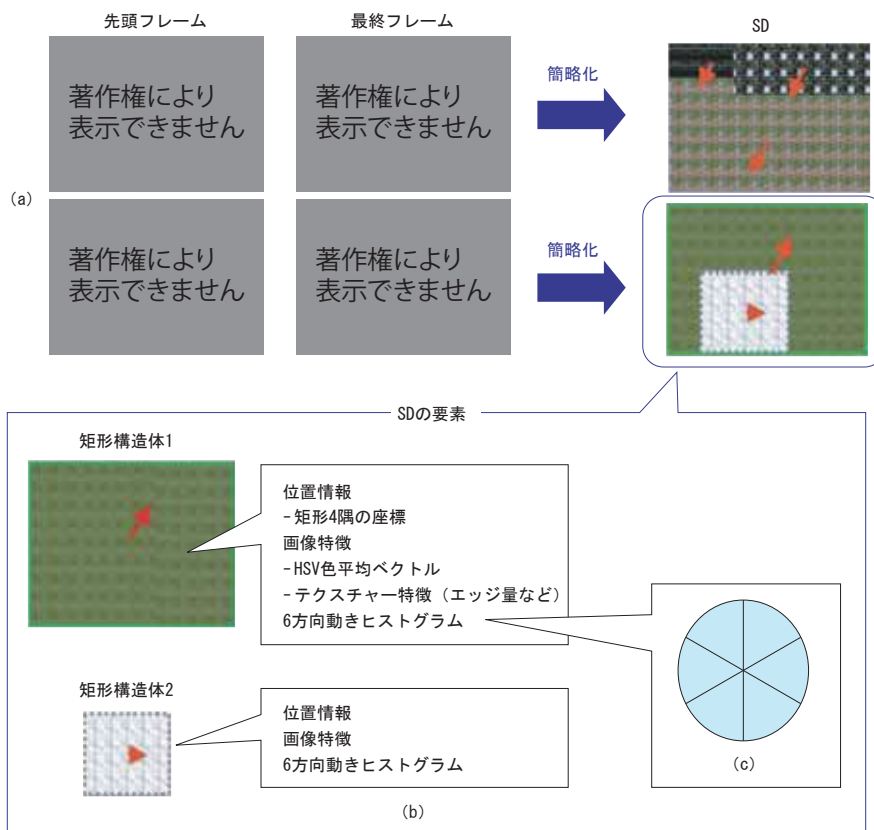 先頭フレーム
最終フレーム
SD
著作権により
表示できません
著作権により
表示できません
簡略化
(a)
著作権により
表示できません
著作権により
表示できません
簡略化
SDの要素
矩形構造体1
位置情報
-矩形4隅の座標
画像特徴
-HSV色平均ベクトル
-テクスチャー特徴（エッジ量など）
6方向動きヒストグラム
矩形構造体2
位置情報
画像特徴
6方向動きヒストグラム
(c)
(b)